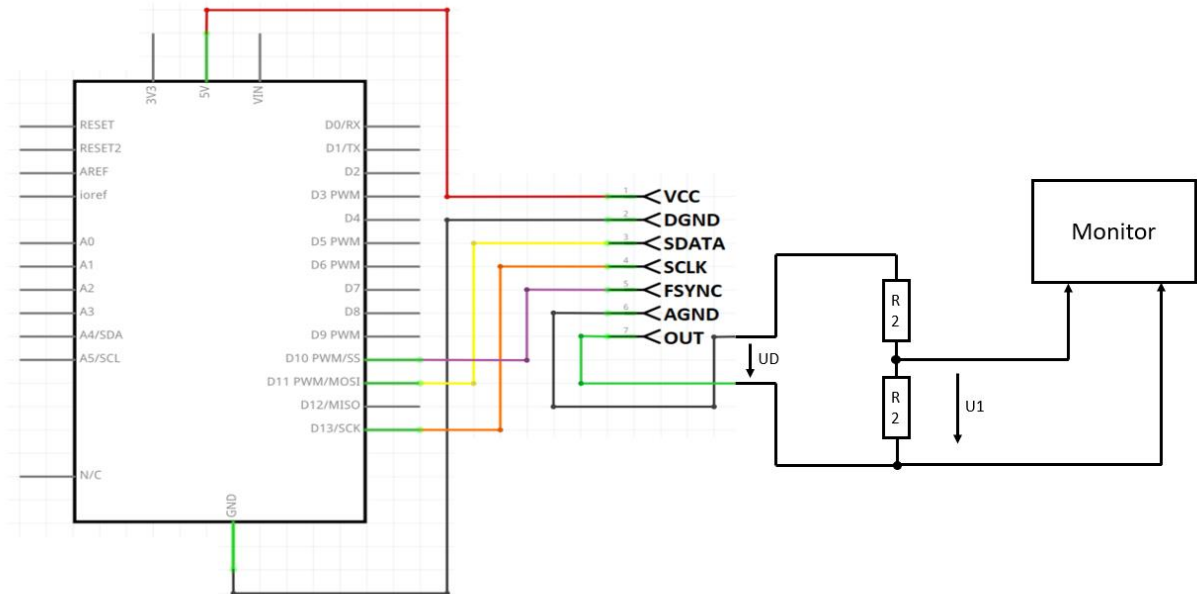 3V3
5V
VIN
RESET
RESET2
AREF
ioref
A0
A1
A2
A3
A4/SDA
A5/SCL
N/C
D0/RX
D1/TX
D2
D3 PWM
D4
D5 PWM
D6 PWM
D7
D8
D9 PWM
D10 PWM/SS
D11 PWM/MOSI
D12/MISO
D13/SCK
GND
1 VCC
2 DGND
3 SDATA
4 SCLK
5 FSYNC
6 AGND
7 OUT
UD
R
2
R
2
U1
Monitor